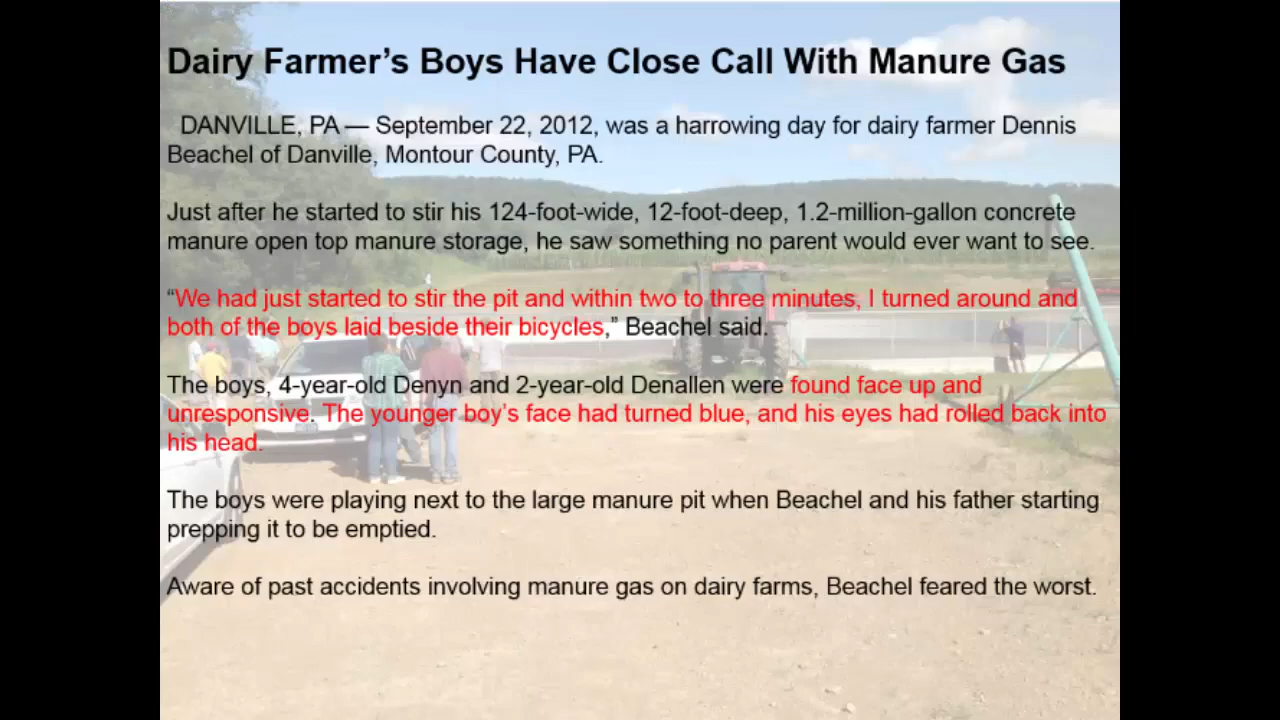 Dairy Farmer’s Boys Have Close Call With Manure Gas
DANVILLE, PA — September 22, 2012, was a harrowing day for dairy farmer Dennis
Beachel of Danville, Montour County, PA.
Just after he started to stir his 124-foot-wide, 12-foot-deep, 1.2-million-gallon concrete
manure open top manure storage, he saw something no parent would ever want to see.
“We had just started to stir the pit and within two to three minutes, I turned around and
both of the boys laid beside their bicycles,” Beachel said.
The boys, 4-year-old Denyn and 2-year-old Denallen were found face up and
unresponsive. The younger boy’s face had turned blue, and his eyes had rolled back into
his head.
The boys were playing next to the large manure pit when Beachel and his father starting
prepping it to be emptied.
Aware of past accidents involving manure gas on dairy farms, Beachel feared the worst.